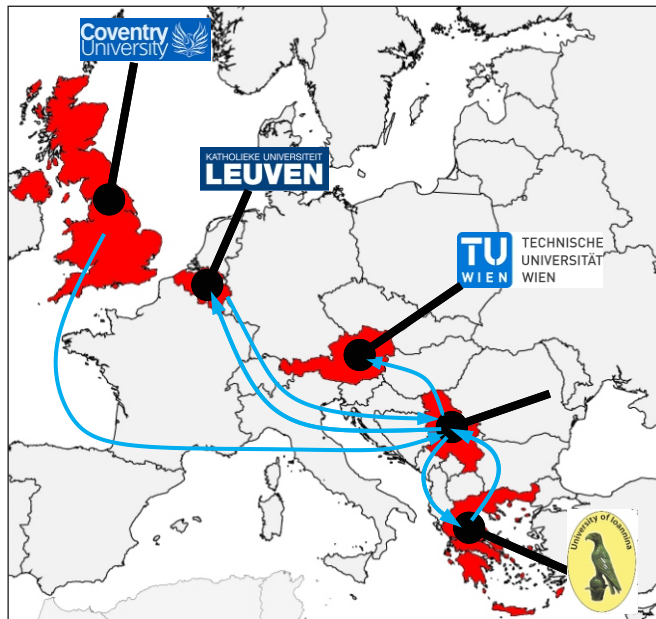 Coventry
University
KATHOLIEKE UNIVERSITEIT
LEUVEN
TU
WIEN
TECHNISCHE
UNIVERSITÄT
WIEN
University of Ioannina